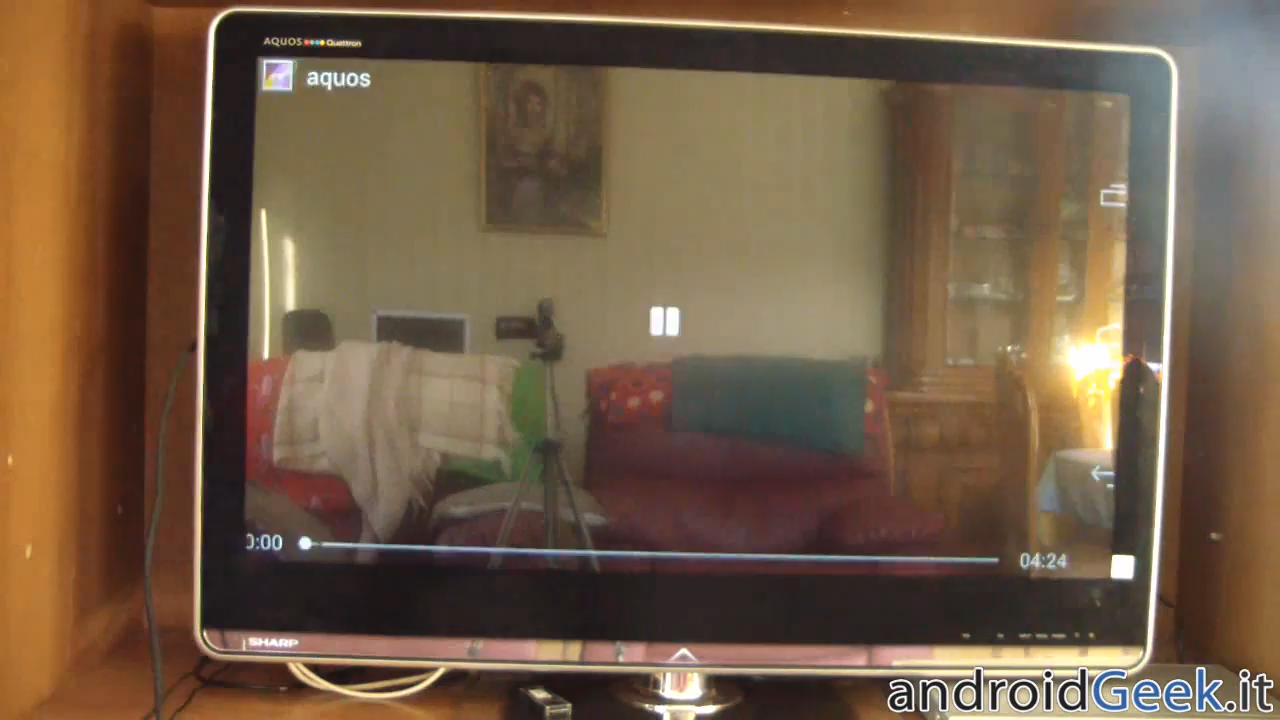 AQUOS Quattron
aquos
0:00
04:24
SHARP
androidGeek.it